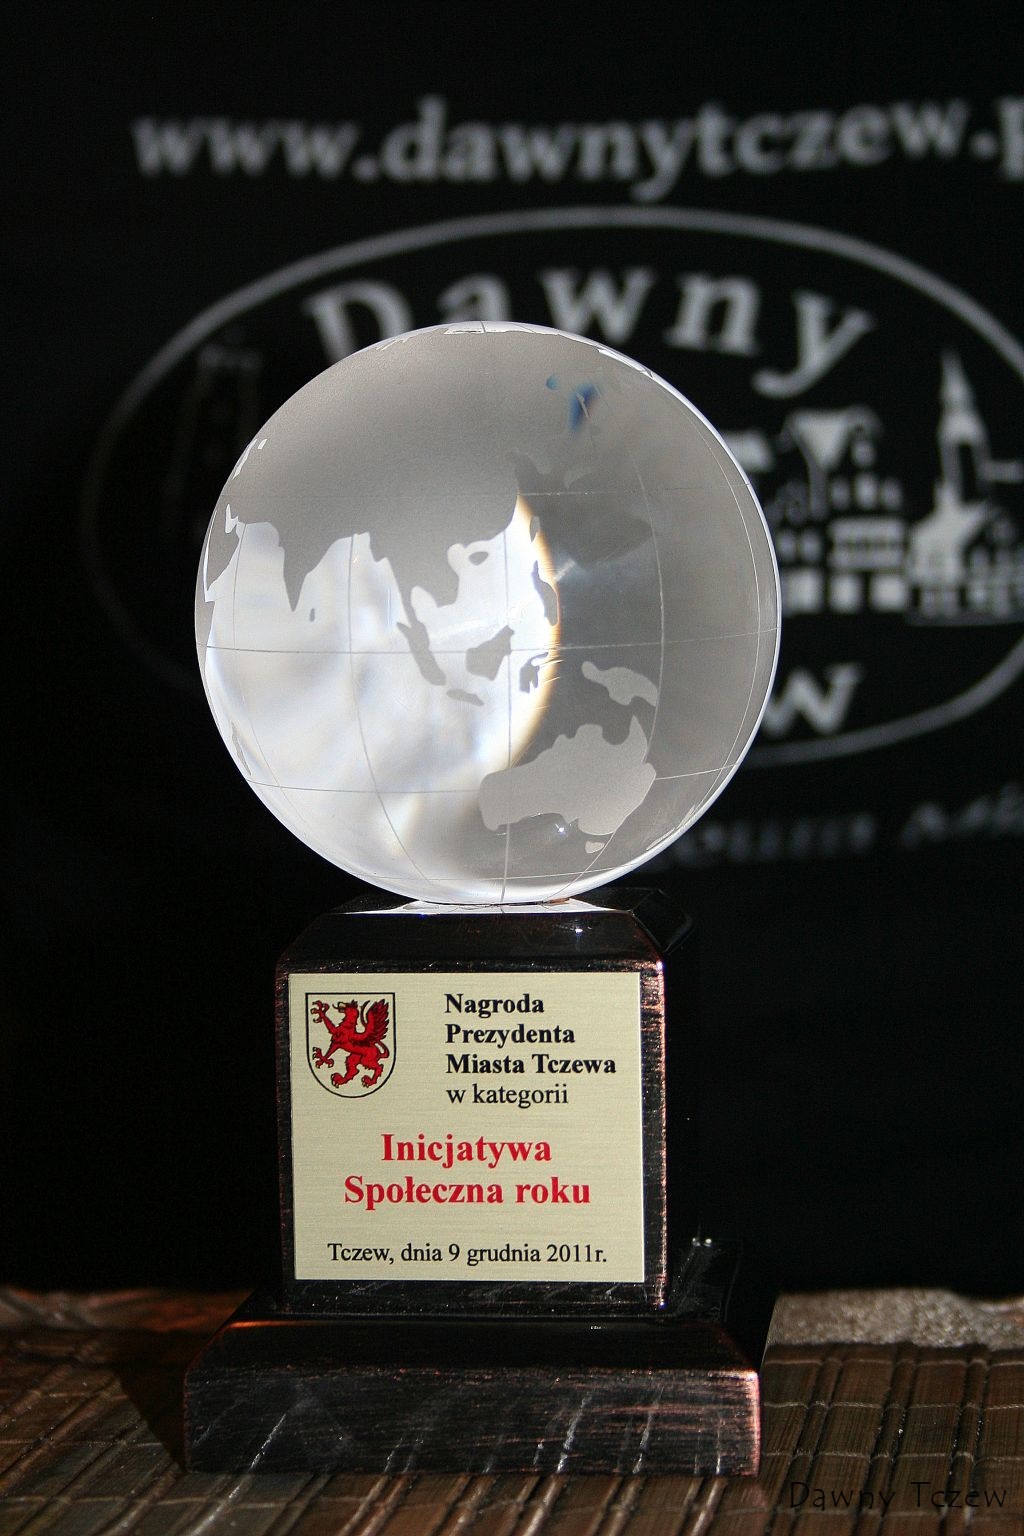 www.dawnytczew.p
Dawny
w
Nagroda
Prezydenta
Miasta Tczewa
w kategorii
Inicjatywa
Społeczna roku
Tczew, dnia 9 grudnia 2011r.
Dawny Tczew